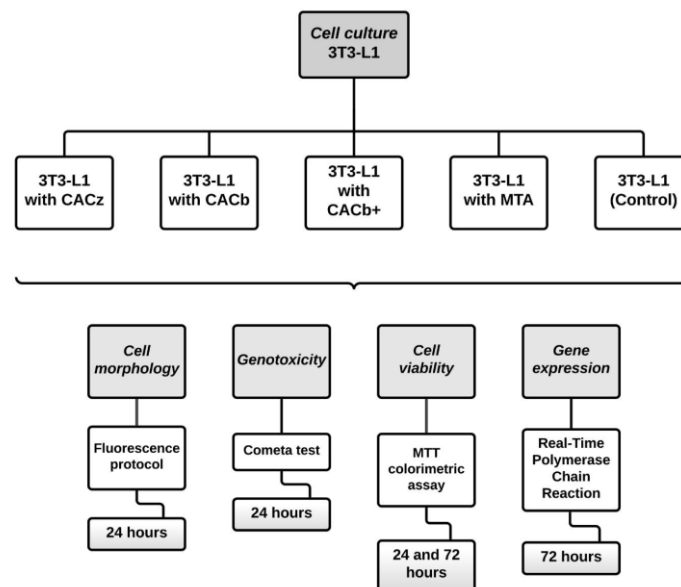 Cell culture
3T3-L1
3T3-L1
with CACz
3T3-L1
with CACb
3T3-L1
with
CACb+
3T3-L1
with MTA
3T3-L1
(Control)
Cell
morphology
Genotoxicity
Cell
viability
Gene
expression
Fluorescence
protocol
Cometa test
MTT
colorimetric
assay
Real-Time
Polymerase
Chain
Reaction
24 hours
24 hours
24 and 72
hours
72 hours